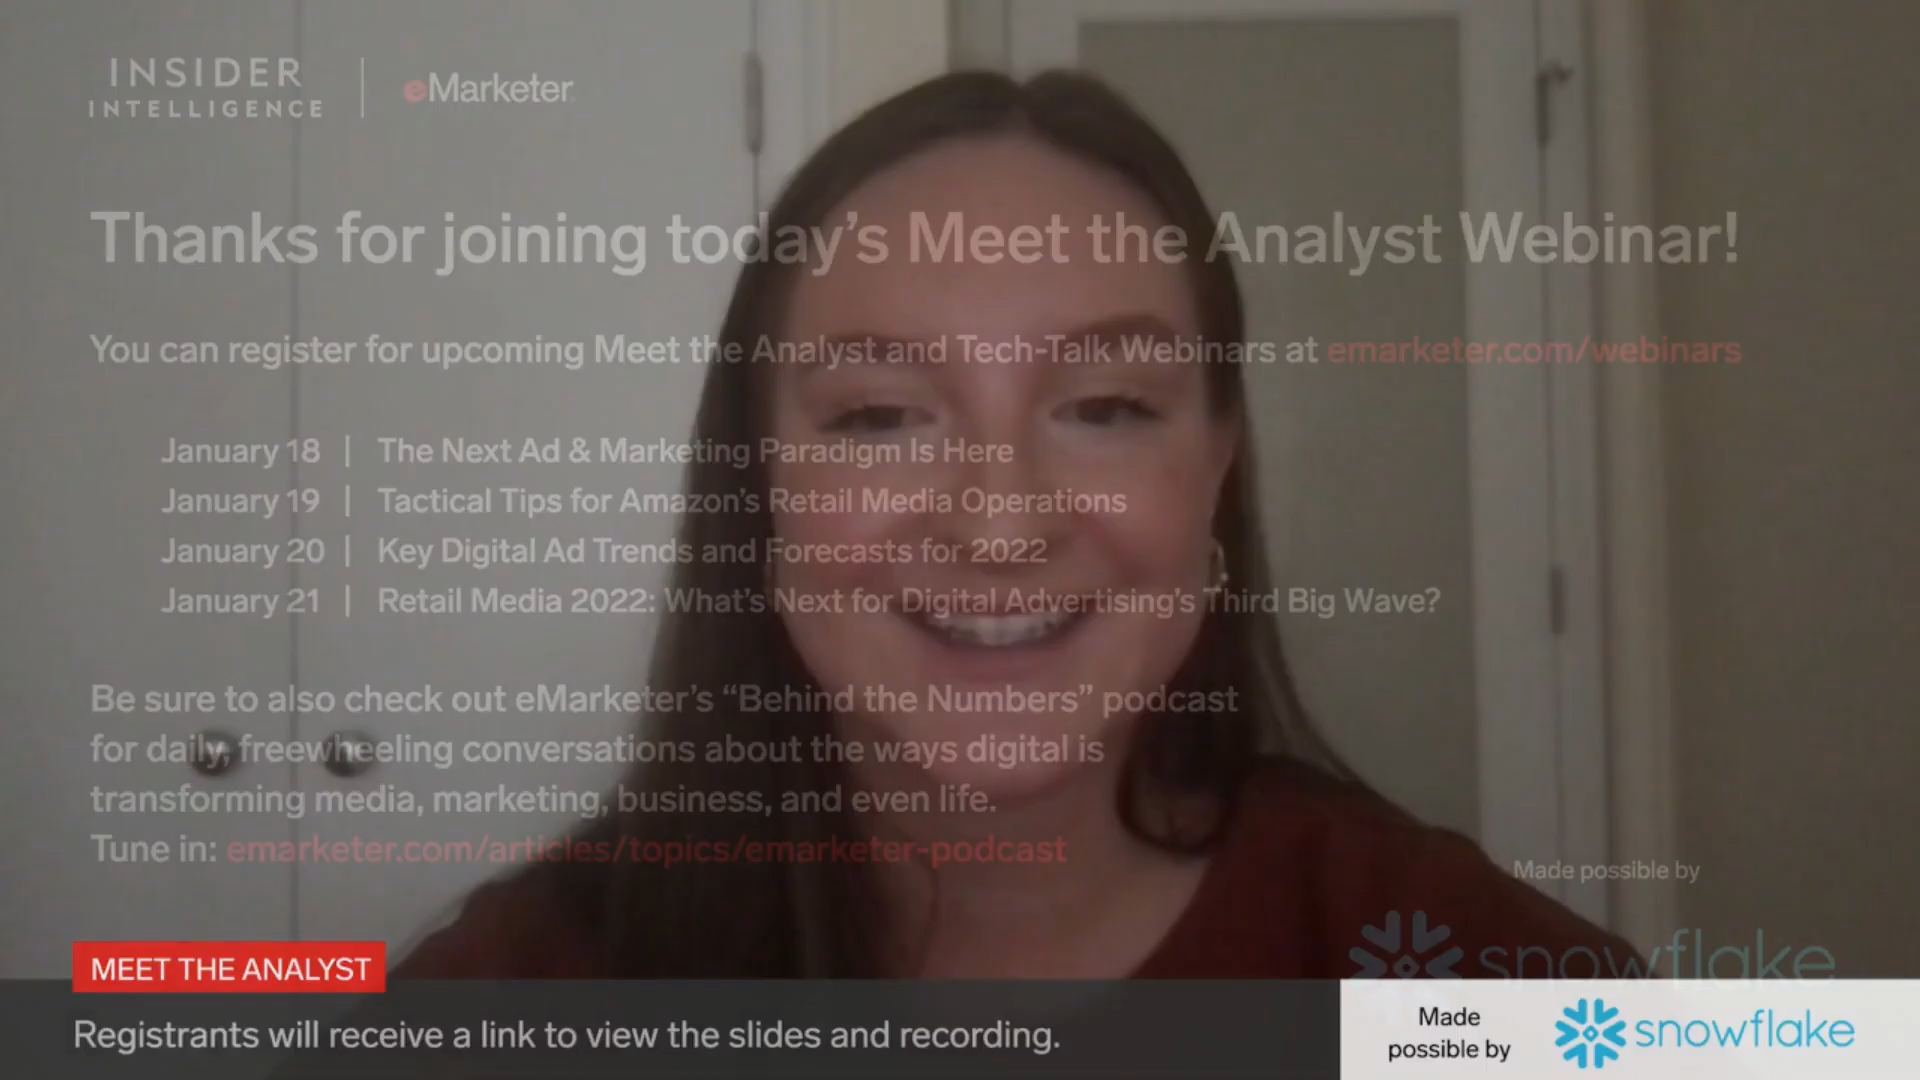 INSIDER
INTELLIGENCE
eMarketer
Thanks for joining today's Meet the Analyst Webinar!
You can register for upcoming Meet the Analyst and Tech-Talk Webinars at emarketer.com/webinars
January 18 | The Next Ad & Marketing Paradigm Is Here
January 19 | Tactical Tips for Amazon's Retail Media Operations
January 20 | Key Digital Ad Trends and Forecasts for 2022
January 21 | Retail Media 2022: What's Next for Digital Advertising's Third Big Wave?
Be sure to also check out eMarketer's “Behind the Numbers” podcast
for daily, freewheeling conversations about the ways digital is
transforming media, marketing, business, and even life.
Tune in: emarketer.com/articles/topics/emarketer-podcast
Made possible by
snowflake
MEET THE ANALYST
Registrants will receive a link to view the slides and recording.
Made
possible by
snowflake